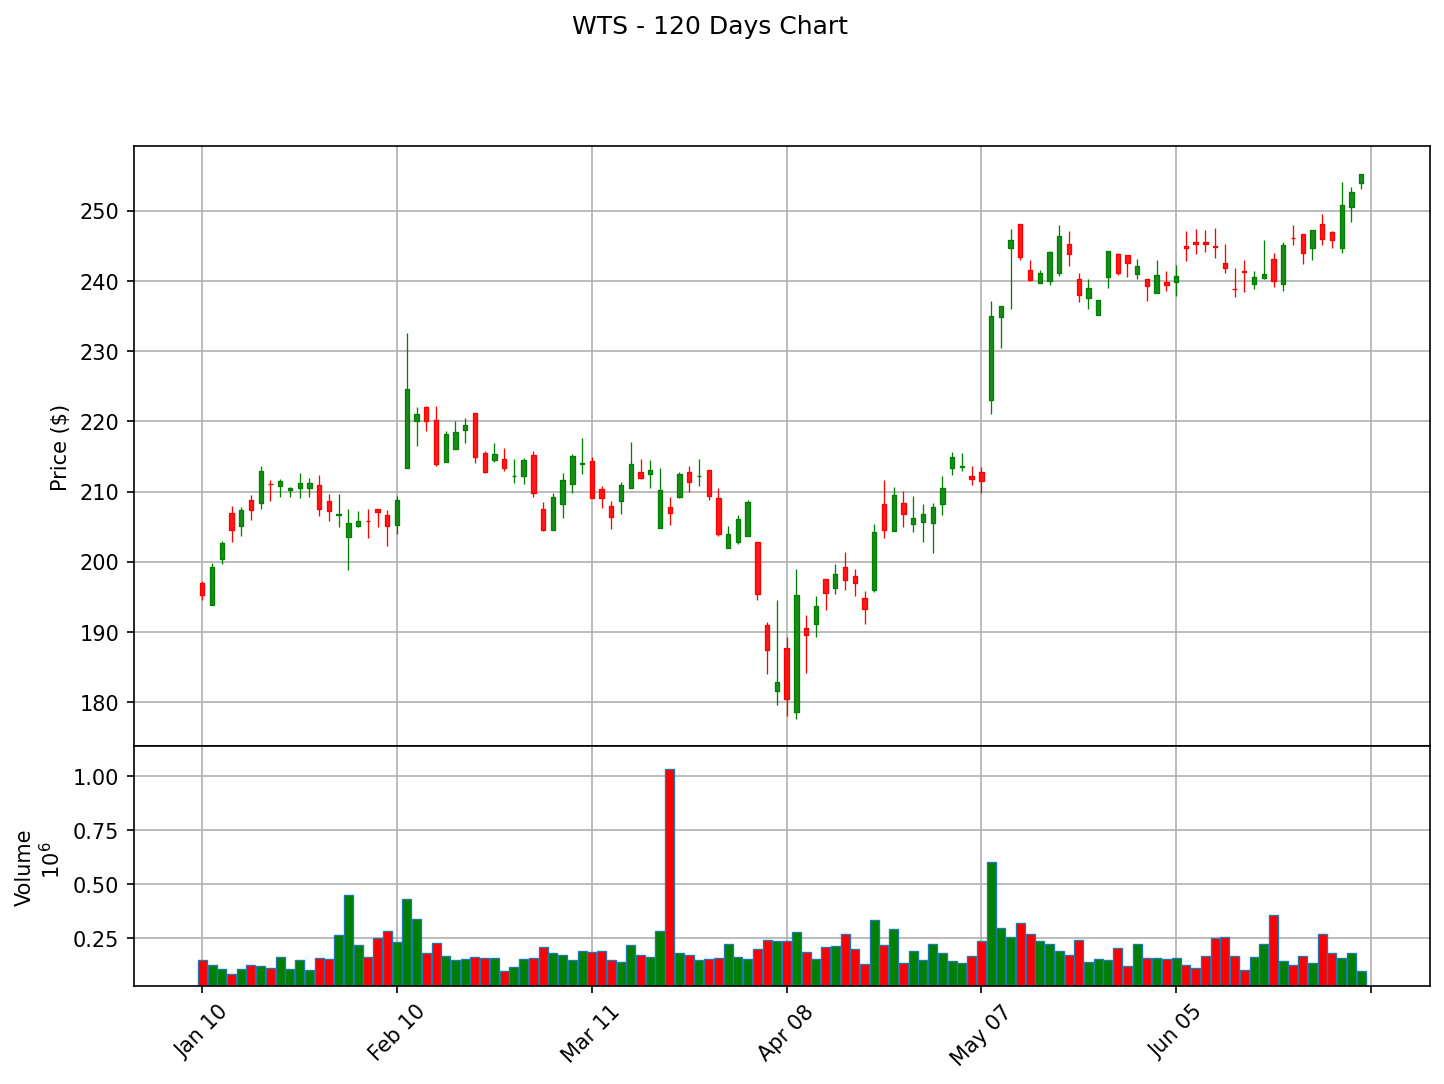 WTS - 120 Days Chart
250
240
230
220
210
200
190
180
Price ($)
1.00
0.75
0.50
0.25
Volume
10⁶
Jan 10
Feb 10
Mar 11
Apr 08
May 07
Jun 05